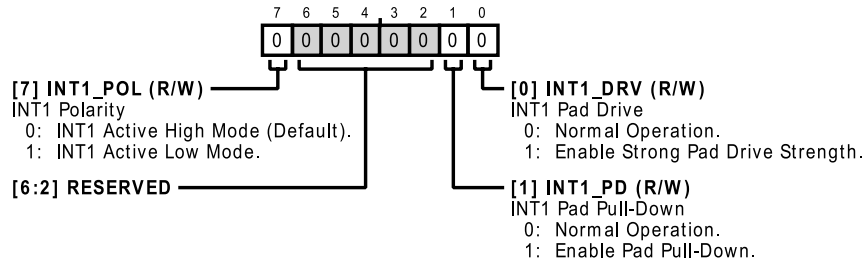 7 6 5 4 3 2 1 0
0 0 0 0 0 0 0 0
[7] INT1_POL (R/W)
INT1 Polarity
0: INT1 Active High Mode (Default).
1: INT1 Active Low Mode.
[6:2] RESERVED
[0] INT1_DRV (R/W)
INT1 Pad Drive
0: Normal Operation.
1: Enable Strong Pad Drive Strength.
[1] INT1_PD (R/W)
INT1 Pad Pull-Down
0: Normal Operation.
1: Enable Pad Pull-Down.